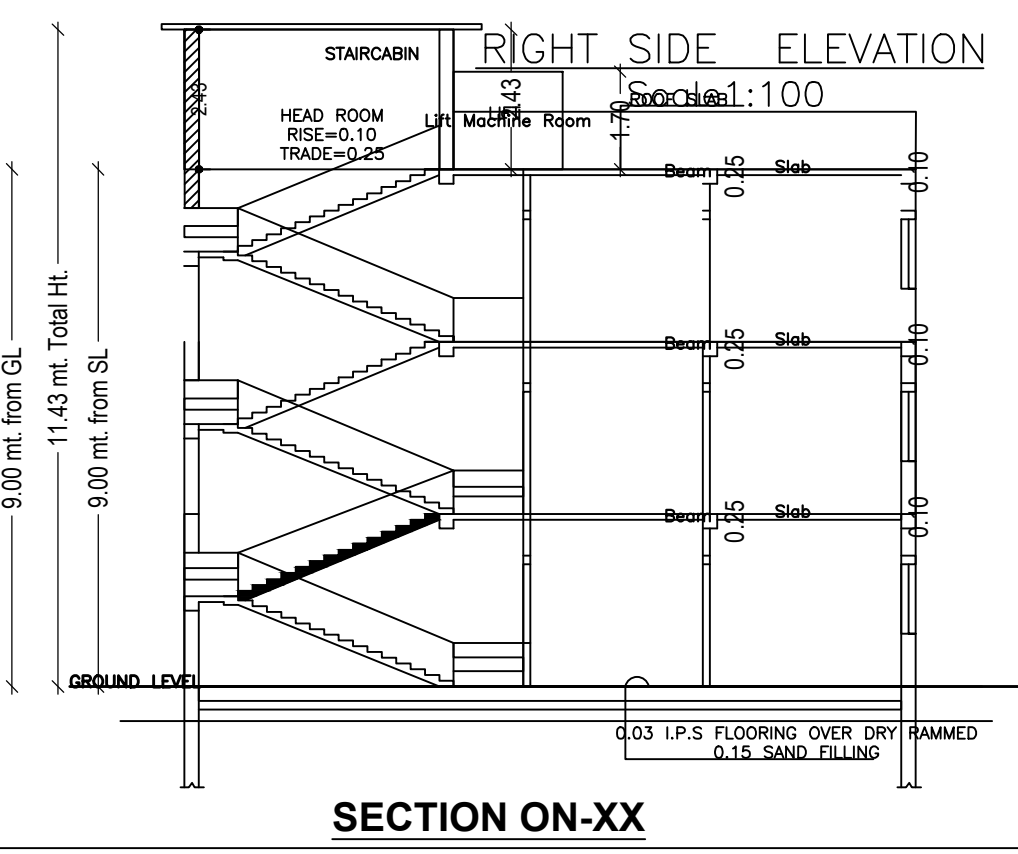 RIGHT SIDE ELEVATION
Scale 1:100
STAIRCABIN
2.43
HEAD ROOM
RISE=0.10
TRADE=0.25
2.43
Lift Machine Room
1.70
ROOF SLAB
Beam
0.25
Slab
0.10
Beam
0.25
Slab
0.10
Beam
0.25
Slab
0.10
9.00 mt. from GL
11.43 mt. Total Ht.
9.00 mt. from SL
GROUND LEVEL
0.03 I.P.S FLOORING OVER DRY RAMMED
0.15 SAND FILLING
SECTION ON-XX